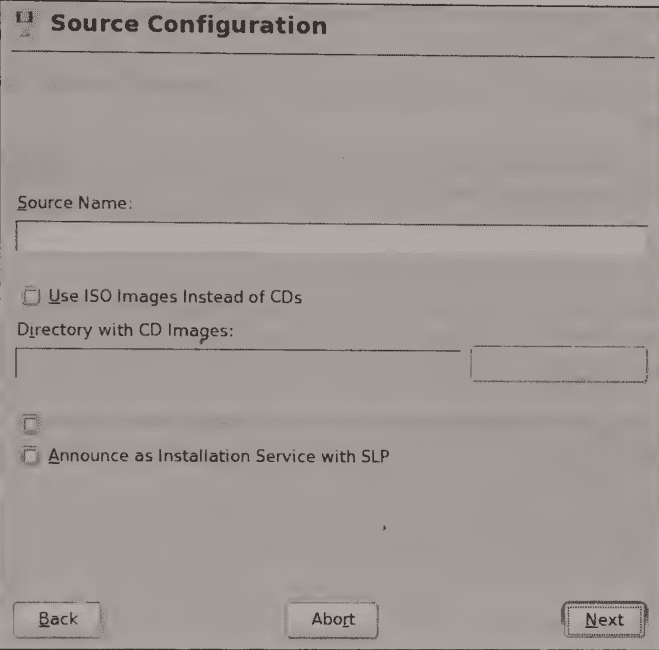 Source Configuration
Source Name:
Use ISO Images Instead of CDs
Directory with CD Images:
Announce as Installation Service with SLP
Back Abort Next